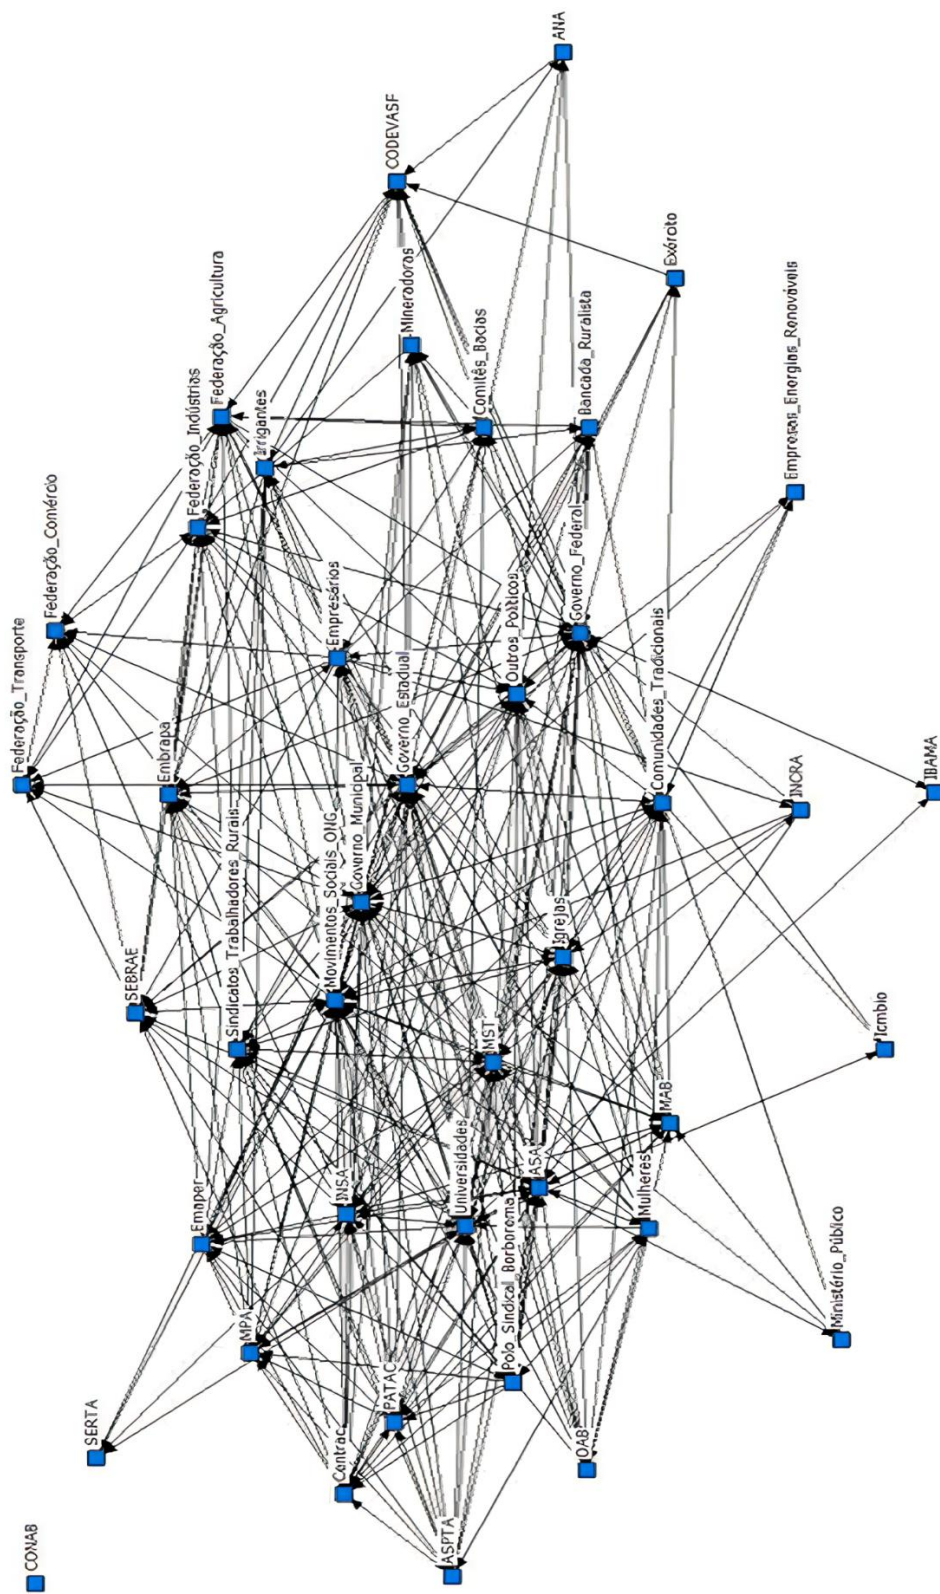 ANA
CODEVASF
Exército
Mineradoras
Federação_Agricultura
Comitês_Bacias
Bancada_Ruralista
Irrigantes
Federação_Indústrias
Empresas_Energias_Renováveis
Federação_Comércio
Governo_Federal
Empresários
Outros_Políticos
Federação_Transporte
Governo_Estadual
IBAMA
Embrapa
Comunidades_Tradicionais
INCRA
Governo_Municipal
Igrejas
Movimentos_Sociais_ONG
SEBRAE
Sindicatos_Trabalhadores_Rurais
Icmbio
MST
MAB
ASA
INSA
Universidades
Mulheres
Emaper
Ministério_Público
MPA
Polo_Sindical_Borborema
PATAC
SERTA
OAB
Contrac
ASPTA
CONAB